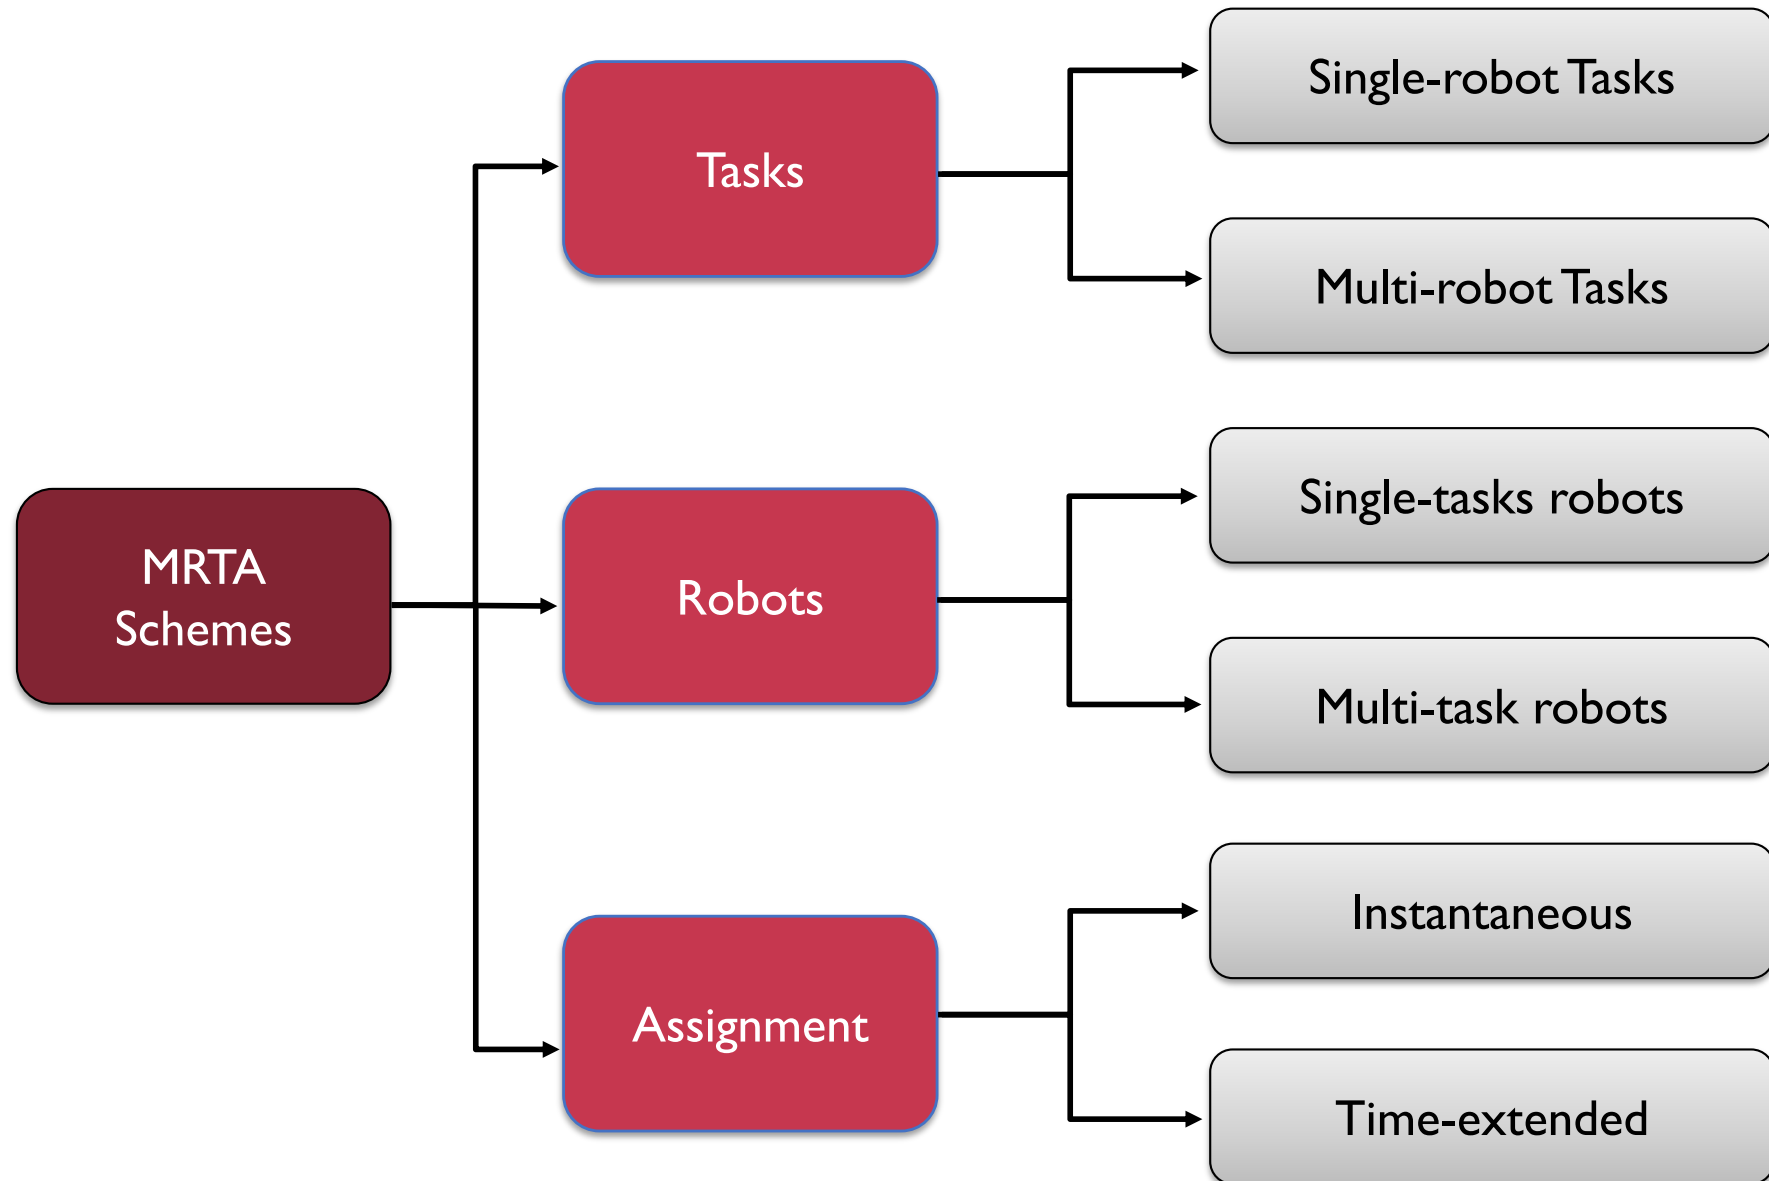 Single-robot Tasks
Tasks
Multi-robot Tasks
Single-tasks robots
MRTA
Schemes
Robots
Multi-task robots
Instantaneous
Assignment
Time-extended